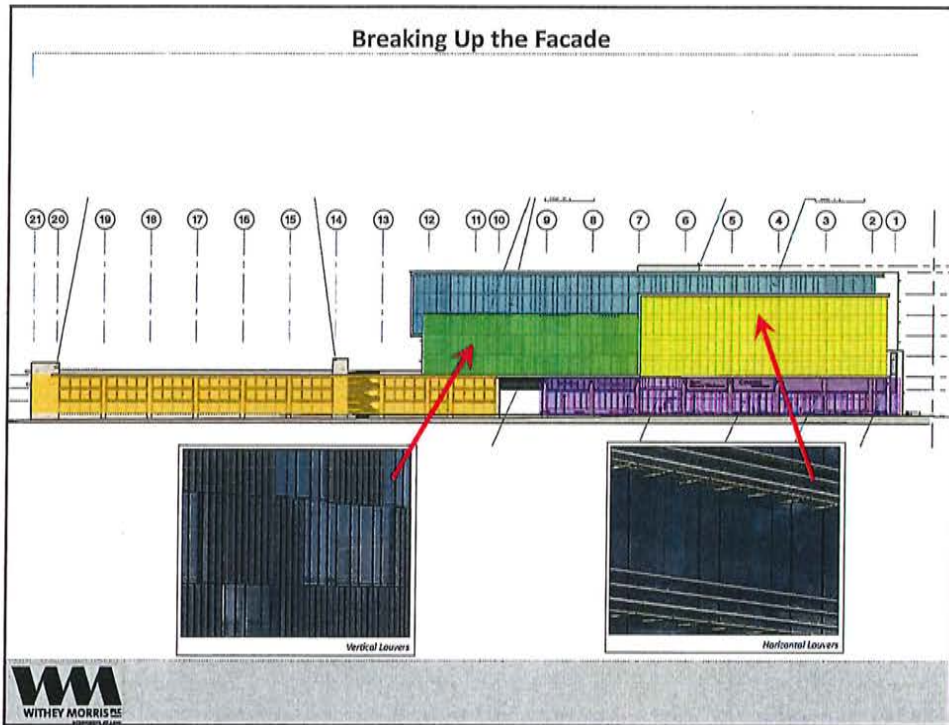 Breaking Up the Facade
21 20 19 18 17 16 15 14 13 12 11 10 9 8 7 6 5 4 3 2 1
Vertical Louvers
Horizontal Louvers
WM
WITHEY MORRIS PLC